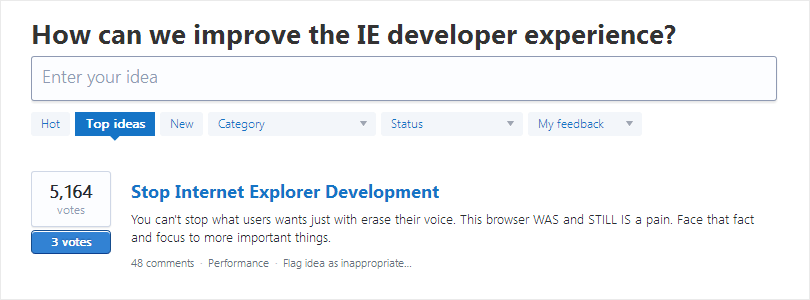 How can we improve the IE developer experience?
Enter your idea
Hot Top ideas New Category Status My feedback
5,164
votes
3 votes
Stop Internet Explorer Development
You can't stop what users wants just with erase their voice. This browser WAS and STILL IS a pain. Face that fact
and focus to more important things.
48 comments · Performance · Flag idea as inappropriate...